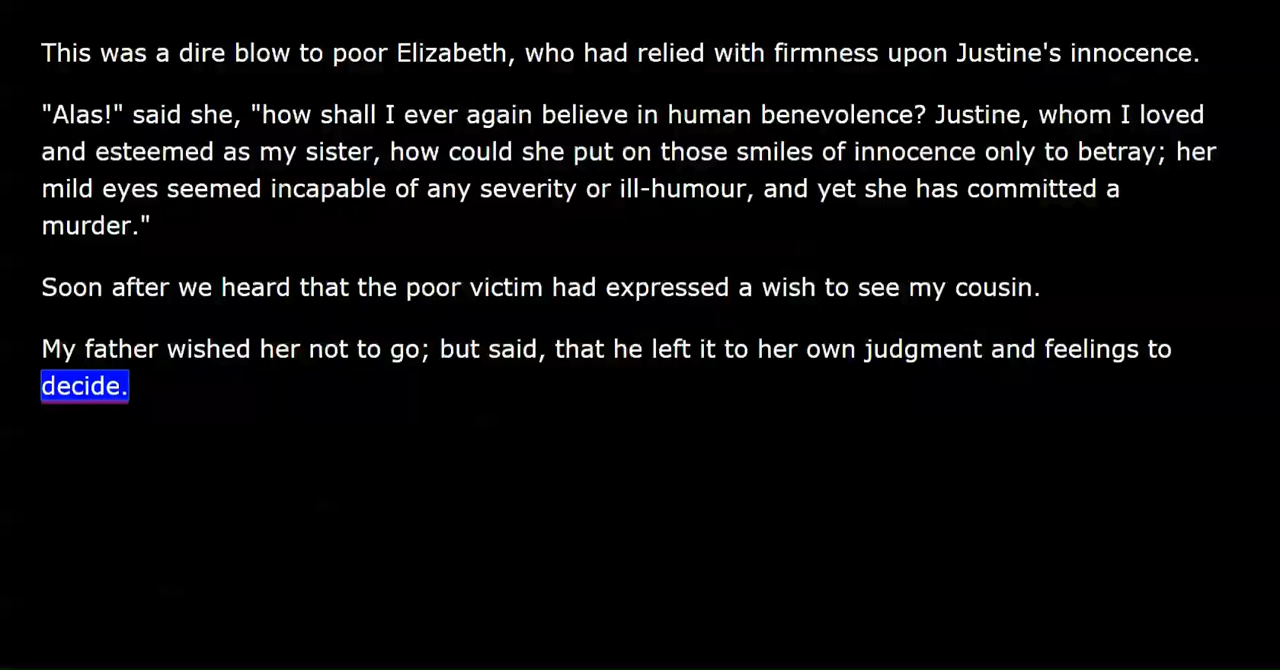 This was a dire blow to poor Elizabeth, who had relied with firmness upon Justine's innocence.
"Alas!" said she, "how shall I ever again believe in human benevolence? Justine, whom I loved
and esteemed as my sister, how could she put on those smiles of innocence only to betray; her
mild eyes seemed incapable of any severity or ill-humour, and yet she has committed a
murder."
Soon after we heard that the poor victim had expressed a wish to see my cousin.
My father wished her not to go; but said, that he left it to her own judgment and feelings to
decide.